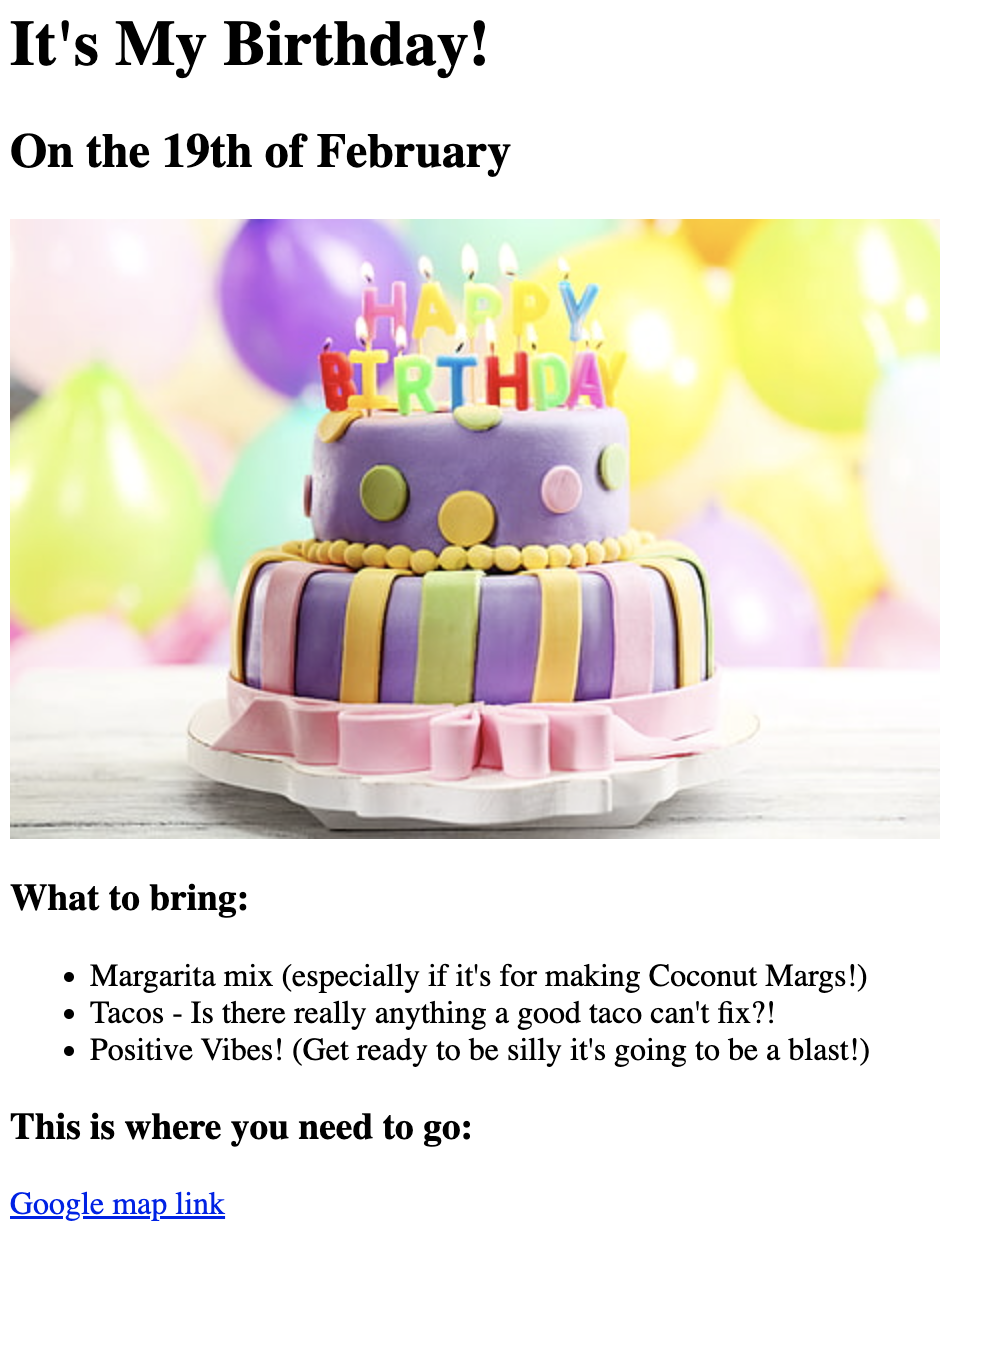 It's My Birthday!
On the 19th of February
HAPPY
BIRTHDAY
What to bring:
Margarita mix (especially if it's for making Coconut Margs!)
Tacos - Is there really anything a good taco can't fix?!
Positive Vibes! (Get ready to be silly it's going to be a blast!)
This is where you need to go:
Google map link